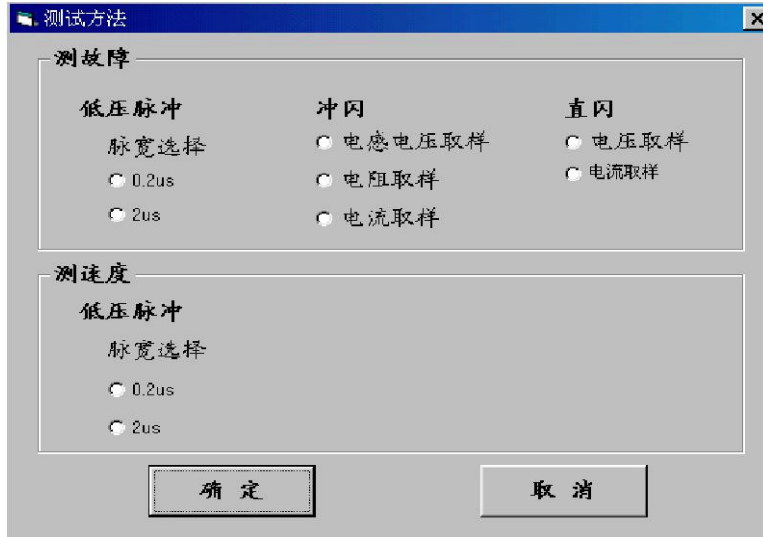 测试方法
测故障
低压脉冲 冲闪 直闪
脉宽选择 电感电压取样 电压取样
0.2us 电阻取样 电流取样
2us 电流取样
测速度
低压脉冲
脉宽选择
0.2us
2us
确 定 取 消